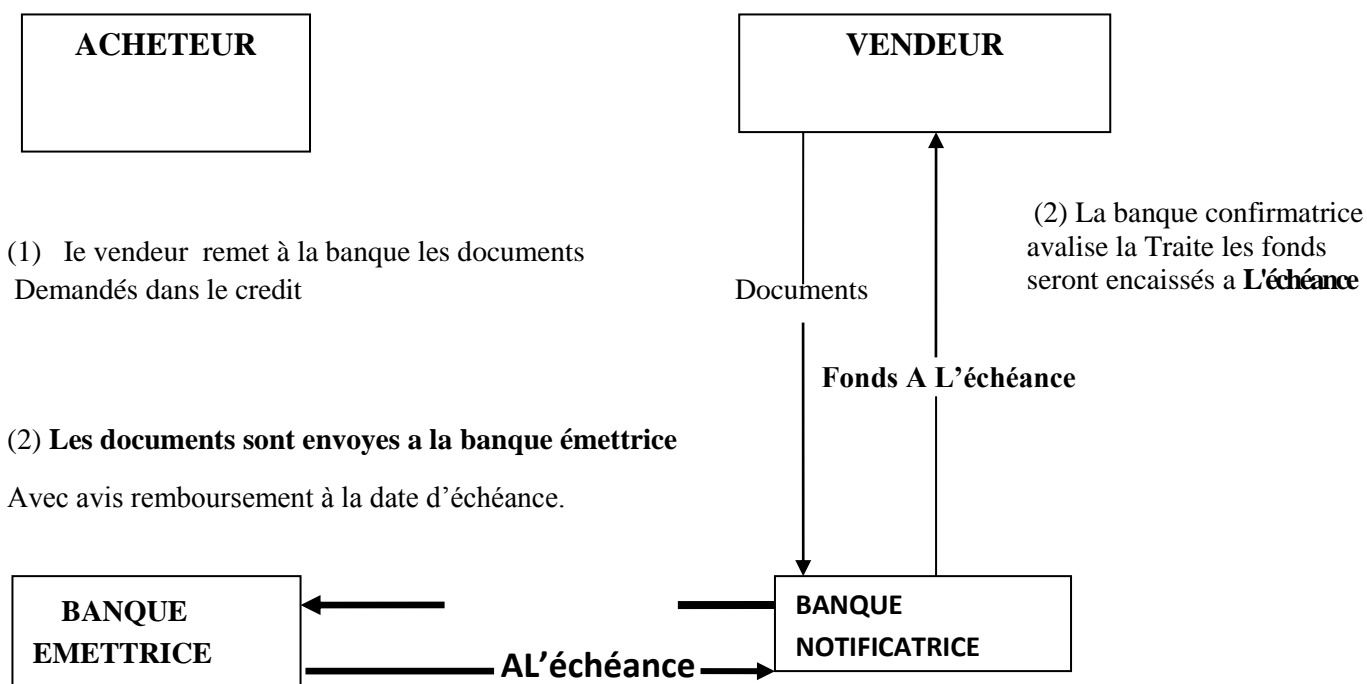 ACHETEUR
VENDEUR
(2) La banque confirmatrice
avalise la Traite les fonds
seront encaissés a L'échéance
(1) Ie vendeur remet à la banque les documents
Demandés dans le credit
Documents
Fonds A L’échéance
(2) Les documents sont envoyes a la banque émettrice
Avec avis remboursement à la date d’échéance.
BANQUE
EMETTRICE
BANQUE
NOTIFICATRICE
AL’échéance